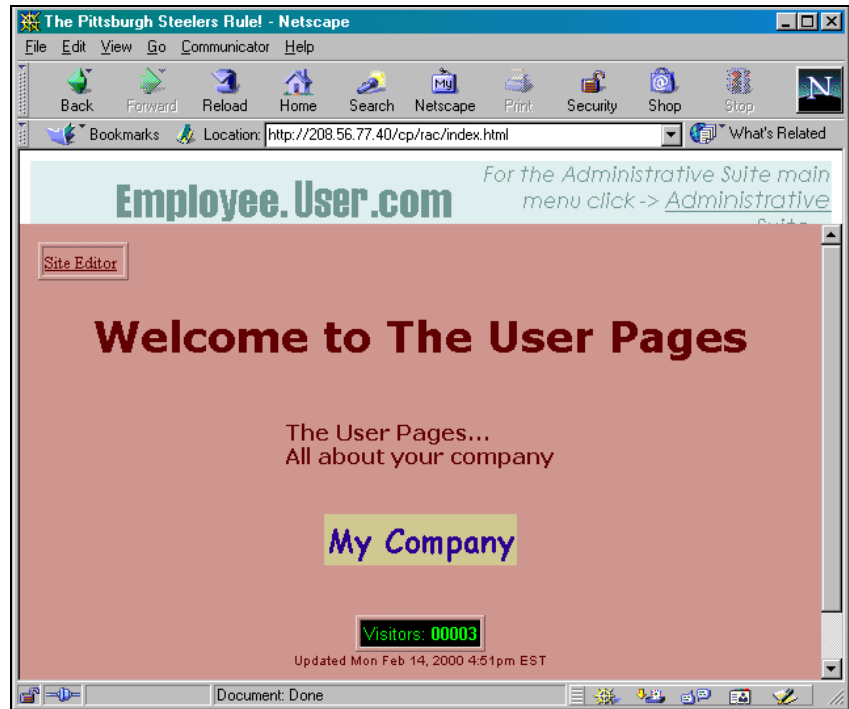 The Pittsburgh Steelers Rule! - Netscape
File Edit View Go Communicator Help
Back Forward Reload Home Search Netscape Print Security Shop Stop
My
N
Bookmarks Location: http://208.56.77.40/cp/rac/index.html What's Related
Employee.User.com
For the Administrative Suite main
menu click -> Administrative
Site Editor
Welcome to The User Pages
The User Pages...
All about your company
My Company
Visitors: 00003
Updated Mon Feb 14, 2000 4:51pm EST
Document: Done